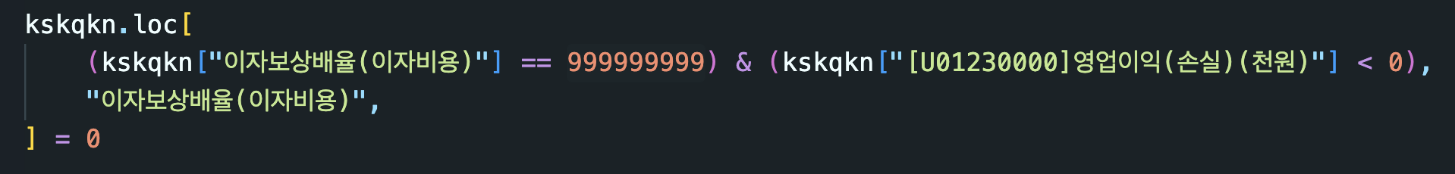 kskqkn.loc[
    (kskqkn["이자보상배율(이자비용)"] == 999999999) & (kskqkn["[U01230000]영업이익(손실)(천원)"] < 0),
    "이자보상배율(이자비용)",
] = 0